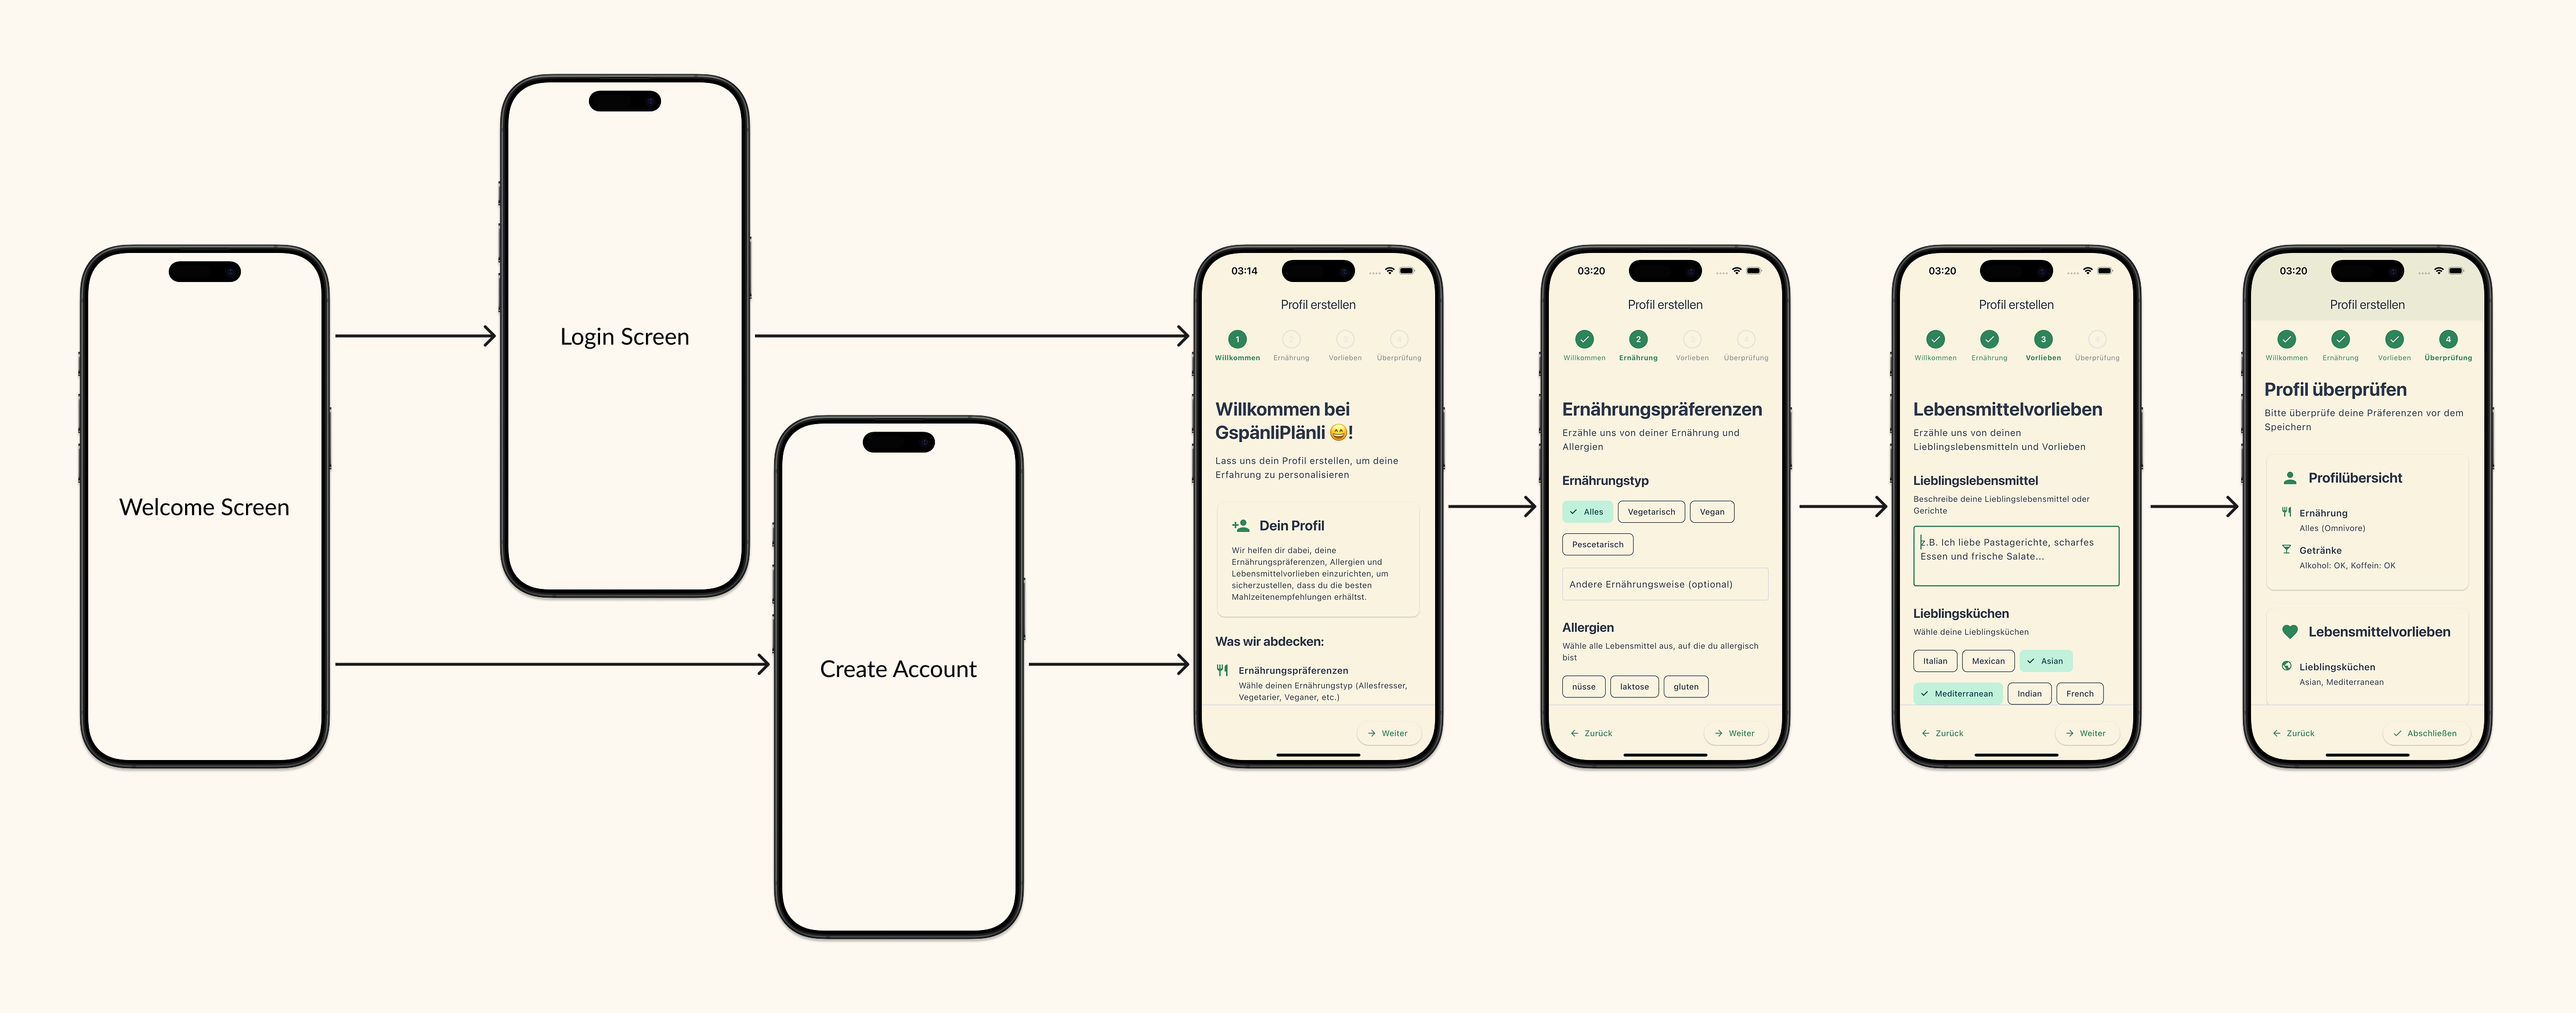 Welcome Screen
Login Screen
Create Account
03:14
Profil erstellen
1
2
3
4
Willkommen
Ernährung
Vorlieben
Überprüfung
Willkommen bei
GspänliPlänli 😄!
Lass uns dein Profil erstellen, um deine
Erfahrung zu personalisieren
Dein Profil
Wir helfen dir dabei, deine
Ernährungspräferenzen, Allergien und
Lebensmittelvorlieben einzurichten, um
sicherzustellen, dass du die besten
Mahlzeitenempfehlungen erhältst.
Was wir abdecken:
Ernährungspräferenzen
Wähle deinen Ernährungstyp (Allesfresser,
Vegetarier, Veganer, etc.)
Weiter
03:20
Profil erstellen
2
3
4
Willkommen
Ernährung
Vorlieben
Überprüfung
Ernährungspräferenzen
Erzähle uns von deiner Ernährung und
Allergien
Ernährungstyp
Alles
Vegetarisch
Vegan
Pescetarisch
Andere Ernährungsweise (optional)
Allergien
Wähle alle Lebensmittel aus, auf die du allergisch
bist
nüsse
laktose
gluten
Zurück
Weiter
03:20
Profil erstellen
3
4
Willkommen
Ernährung
Vorlieben
Überprüfung
Lebensmittelvorlieben
Erzähle uns von deinen
Lieblingslebensmitteln und Vorlieben
Lieblingslebensmittel
Beschreibe deine Lieblingslebensmittel oder
Gerichte
z.B. Ich liebe Pastagerichte, scharfes
Essen und frische Salate...
Lieblingsküchen
Wähle deine Lieblingsküchen
Italian
Mexican
Asian
Mediterranean
Indian
French
Zurück
Weiter
03:20
Profil erstellen
4
Willkommen
Ernährung
Vorlieben
Überprüfung
Profil überprüfen
Bitte überprüfe deine Präferenzen vor dem
Speichern
Profilübersicht
Ernährung
Alles (Omnivore)
Getränke
Alkohol: OK, Koffein: OK
Lebensmittelvorlieben
Lieblingsküchen
Asian, Mediterranean
Zurück
Abschließen